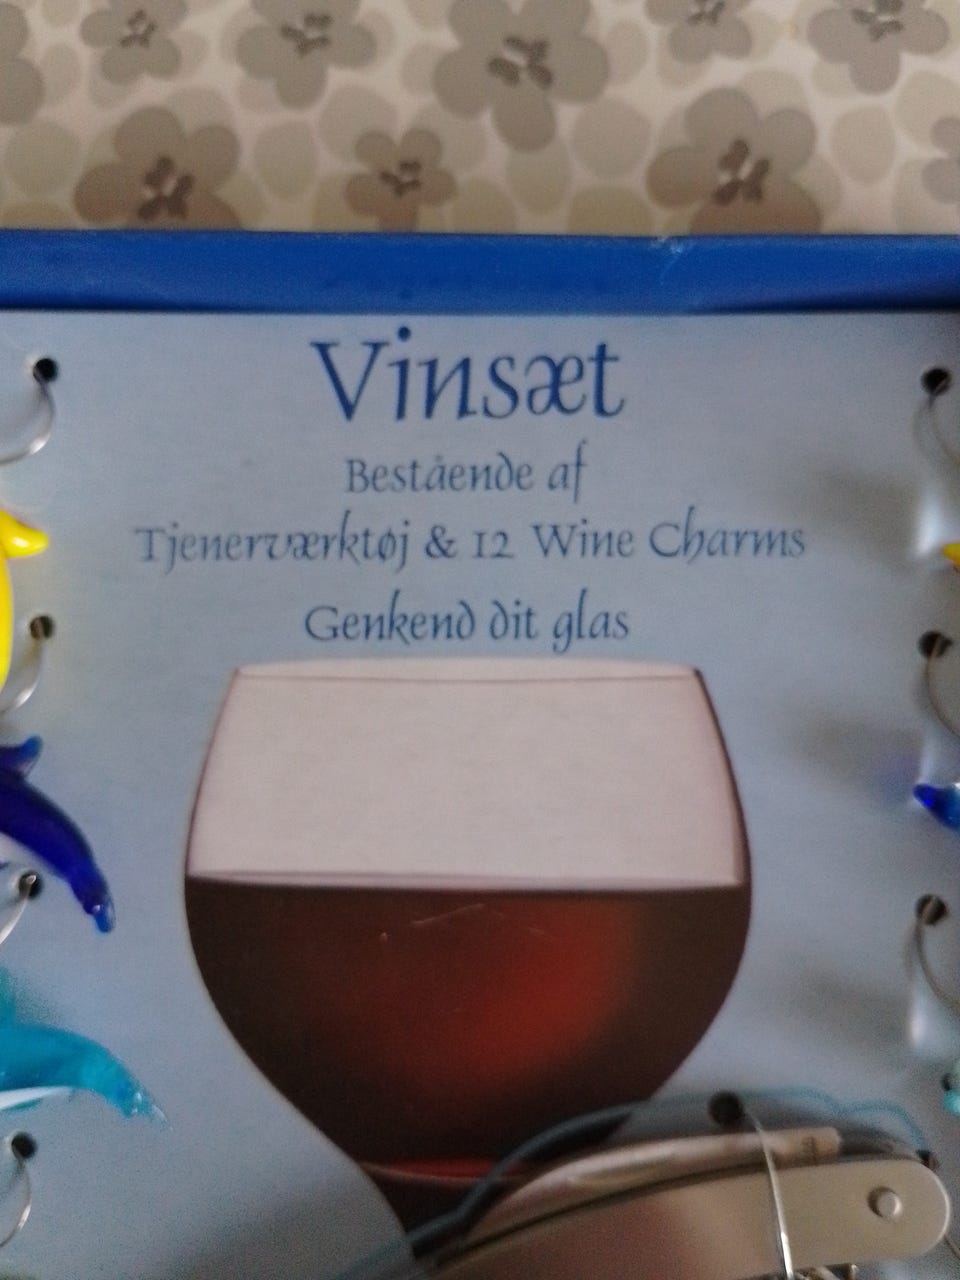 Vinsæt
Bestående af
Tjenerværktøj & 12 Wine Charms
Genkend dit glas